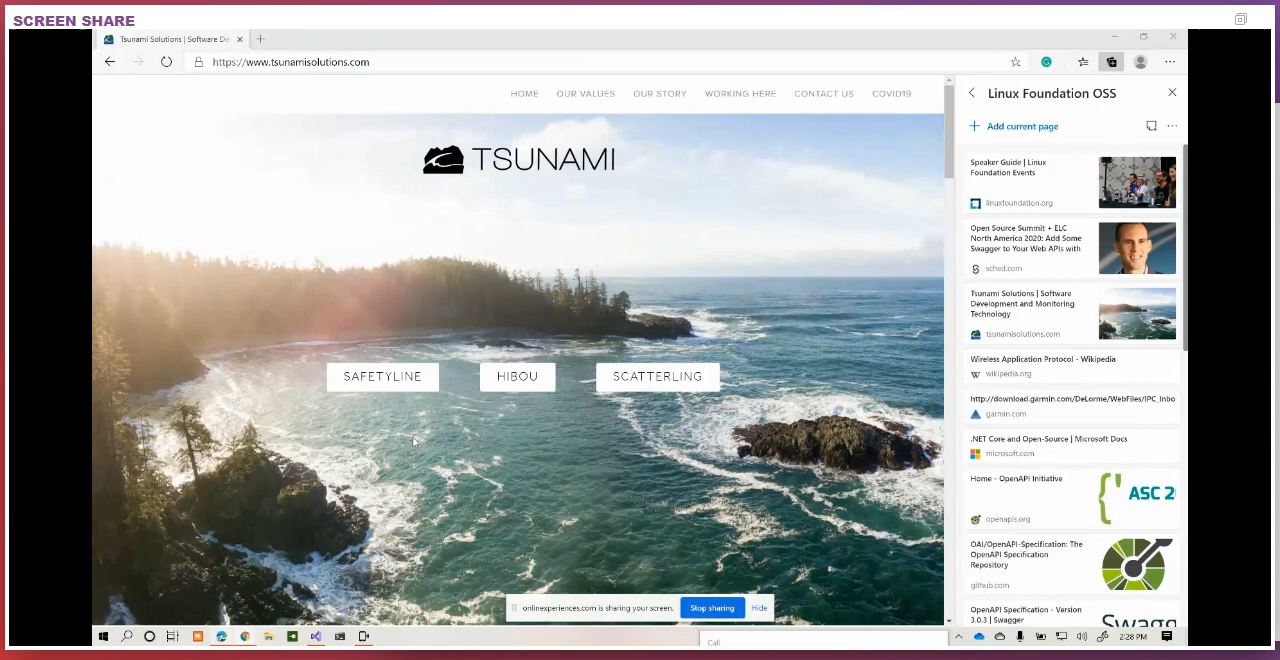 SCREEN SHARE
Tsunami Solutions | Software De
https://www.tsunamisolutions.com
HOME OUR VALUES OUR STORY WORKING HERE CONTACT US COVID19
TSUNAMI
SAFETYLINE HIBOU SCATTERLING
Linux Foundation OSS
Add current page
Speaker Guide | Linux
Foundation Events
linuxfoundation.org
Open Source Summit + ELC
North America 2020: Add Some
Swagger to Your Web APIs with
sched.com
Tsunami Solutions | Software
Development and Monitoring
Technology
tsunamisolutions.com
Wireless Application Protocol - Wikipedia
wikipedia.org
http://download.garmin.com/DeLorme/WebFiles/IPC_Inbo
garmin.com
.NET Core and Open-Source | Microsoft Docs
microsoft.com
Home - OpenAPI Initiative
ASC 2
openapis.org
OAI/OpenAPI-Specification: The
OpenAPI Specification
Repository
github.com
OpenAPI Specification - Version
3.0.3 | Swagger
Swagg
onlinexperiences.com is sharing your screen. Stop sharing Hide
Call
2:28 PM